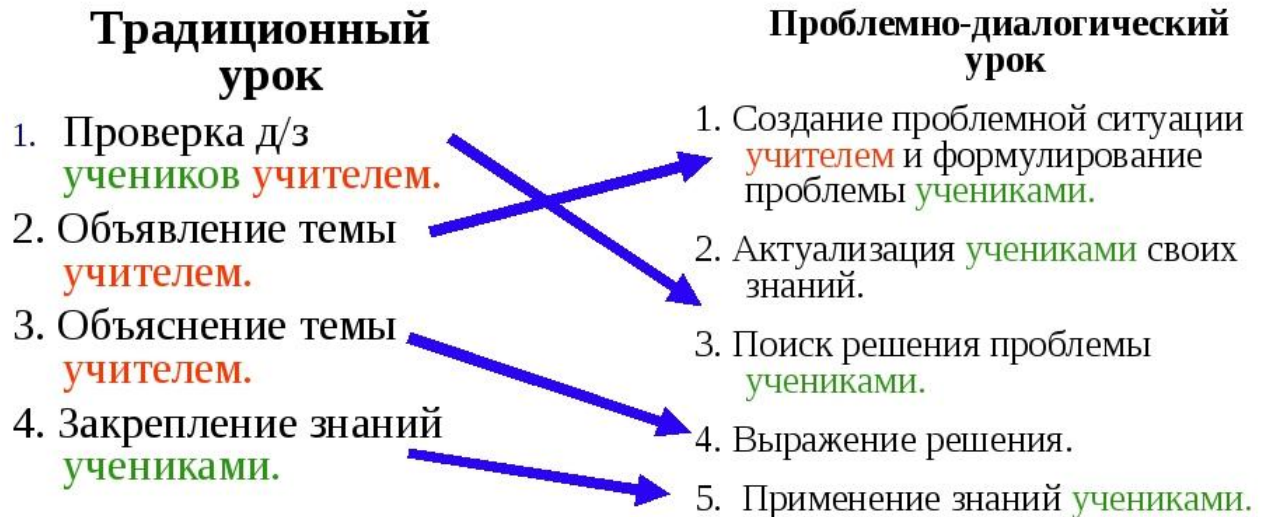 Традиционный
урок
1. Проверка д/з
учеников учителем.
2. Объявление темы
учителем.
3. Объяснение темы
учителем.
4. Закрепление знаний
учениками.
Проблемно-диалогический
урок
1. Создание проблемной ситуации
учителем и формулирование
проблемы учениками.
2. Актуализация учениками своих
знаний.
3. Поиск решения проблемы
учениками.
4. Выражение решения.
5. Применение знаний учениками.